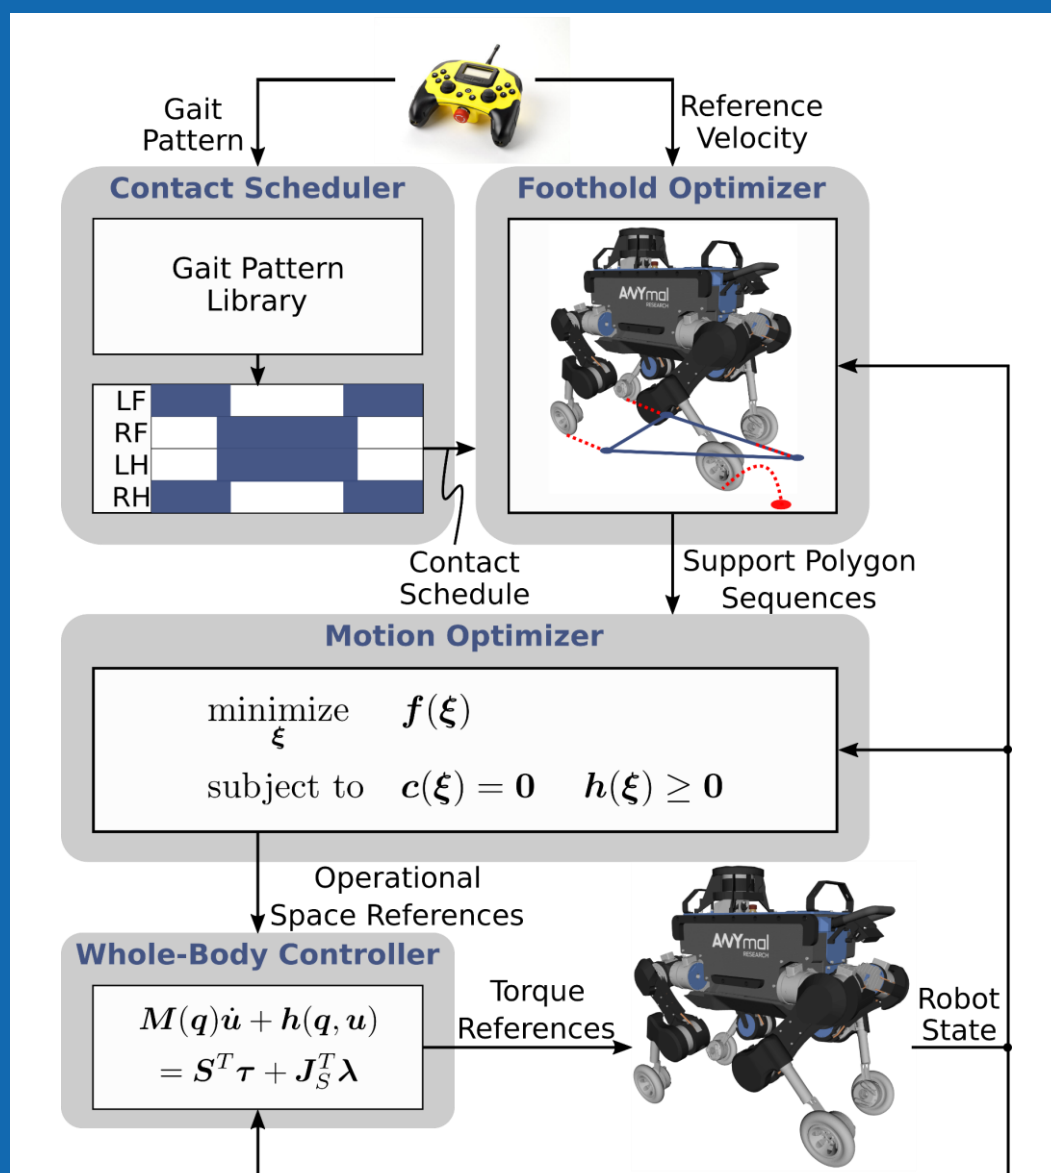 Gait
Pattern
Reference
Velocity
Contact Scheduler
Foothold Optimizer
Gait Pattern
Library
ANYmal
RESEARCH
LF
RF
LH
RH
Contact
Schedule
Support Polygon
Sequences
Motion Optimizer
minimize f(ξ)
ξ
subject to c(ξ) = 0 h(ξ) ≥ 0
Operational
Space References
Whole-Body Controller
M(q)u̇ + h(q, u)
= Sᵀτ + J_Sᵀλ
Torque
References
ANYmal
RESEARCH
Robot
State